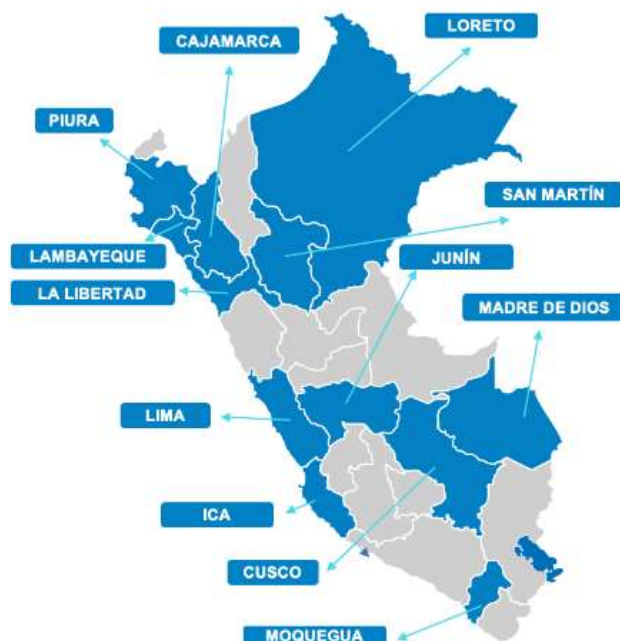 LORETO
CAJAMARCA
PIURA
SAN MARTÍN
LAMBAYEQUE
JUNÍN
LA LIBERTAD
MADRE DE DIOS
LIMA
ICA
CUSCO
MOQUEGUA